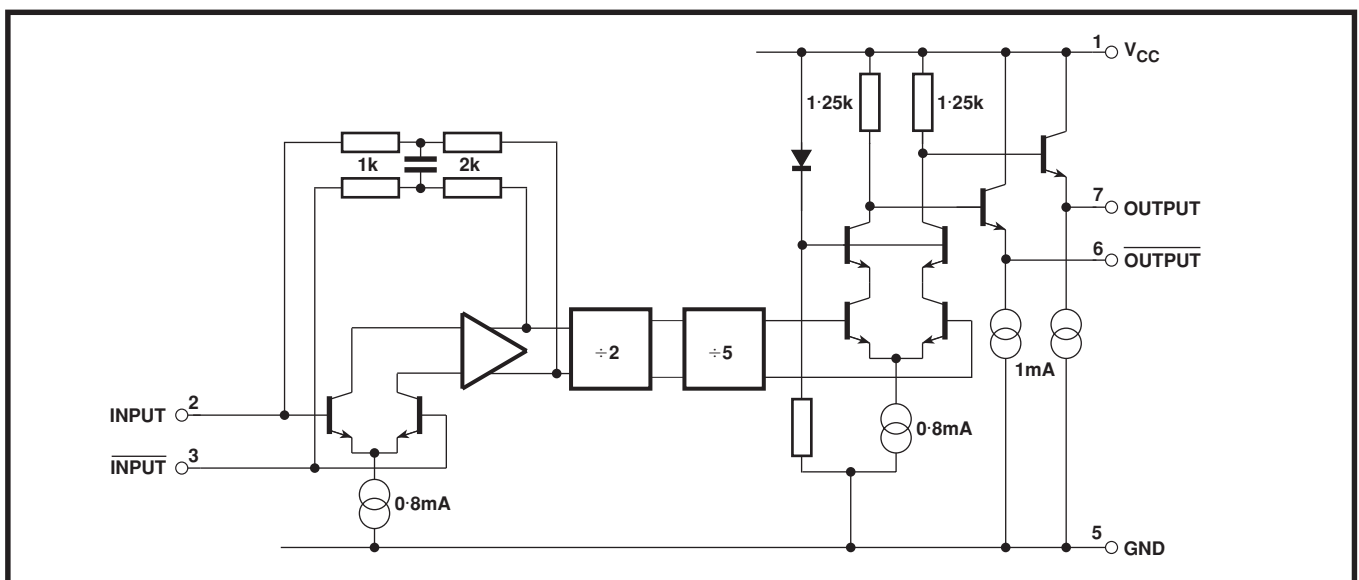 1 VCC
1·25k 1·25k
1k 2k
7 OUTPUT
6 OUTPUT
÷2 ÷5
1mA
INPUT 2
0·8mA
INPUT 3
0·8mA
5 GND